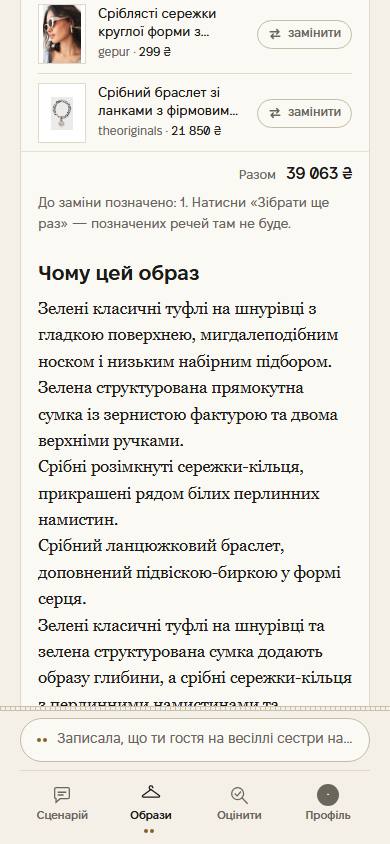 Сріблясті сережки
круглої форми з...
gepur · 299 ₴
замінити
Срібний браслет зі
ланками з фірмовим...
theoriginals · 21 850 ₴
замінити
Разом 39 063 ₴
До заміни позначено: 1. Натисни «Зібрати ще
раз» — позначених речей там не буде.
Чому цей образ
Зелені класичні туфлі на шнурівці з
гладкою поверхнею, мигдалеподібним
носком і низьким набірним підбором.
Зелена структурована прямокутна
сумка із зернистою фактурою та двома
верхніми ручками.
Срібні розімкнуті сережки-кільця,
прикрашені рядом білих перлинних
намистин.
Срібний ланцюжковий браслет,
доповнений підвіскою-биркою у формі
серця.
Зелені класичні туфлі на шнурівці та
зелена структурована сумка додають
образу глибини, а срібні сережки-кільця
з перлинними намистинами та
Записала, що ти гостя на весіллі сестри на...
Сценарій
Образи
Оцінити
Профіль